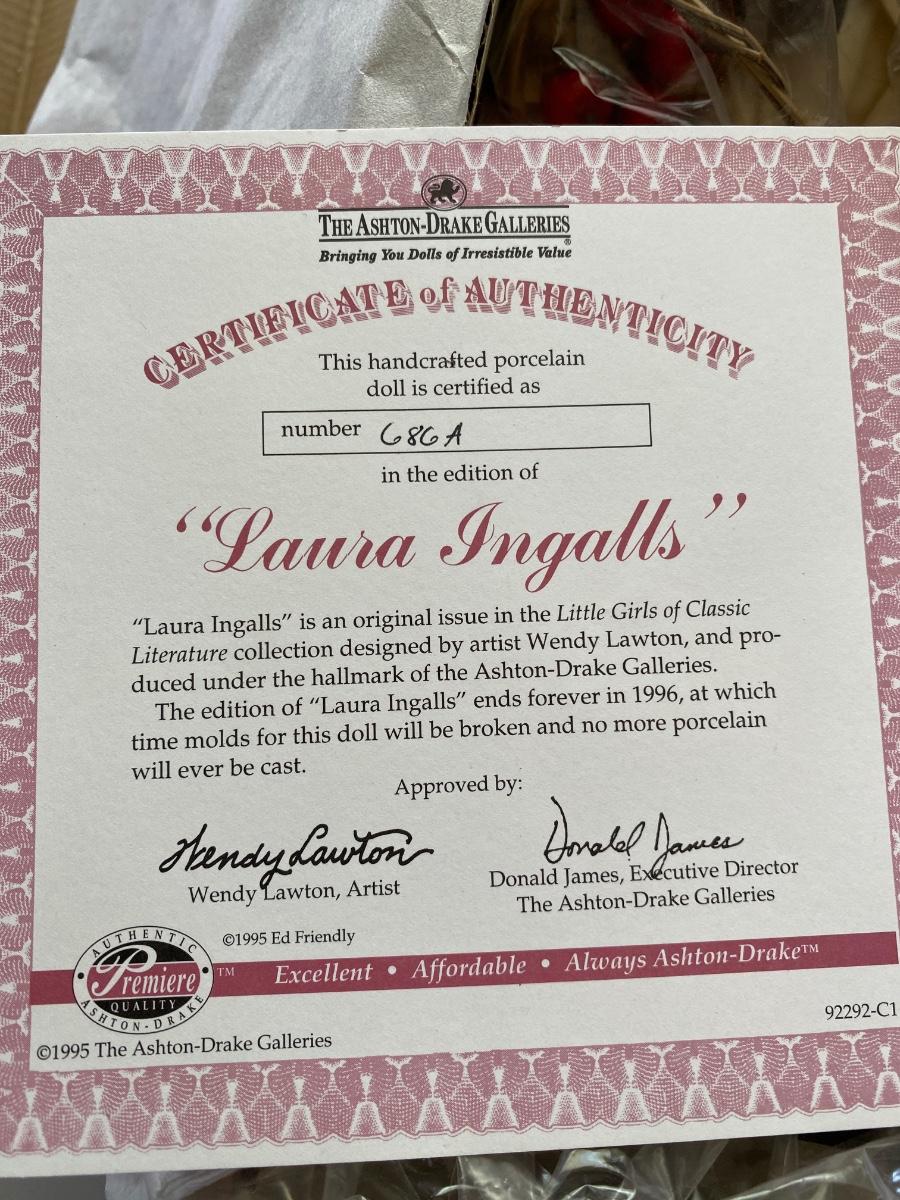 THE ASHTON-DRAKE GALLERIES
®
Bringing You Dolls of Irresistible Value
CERTIFICATE of AUTHENTICITY
This handcrafted porcelain
doll is certified as
number 686A
in the edition of
“Laura Ingalls”
“Laura Ingalls” is an original issue in the Little Girls of Classic
Literature collection designed by artist Wendy Lawton, and pro-
duced under the hallmark of the Ashton-Drake Galleries.
The edition of “Laura Ingalls” ends forever in 1996, at which
time molds for this doll will be broken and no more porcelain
will ever be cast.
Approved by:
Wendy Lawton
Wendy Lawton, Artist
Donald James
Donald James, Executive Director
The Ashton-Drake Galleries
©1995 Ed Friendly
AUTHENTIC
Premiere
QUALITY
ASHTON-DRAKE
™
Excellent • Affordable • Always Ashton-Drake™
92292-C1
©1995 The Ashton-Drake Galleries